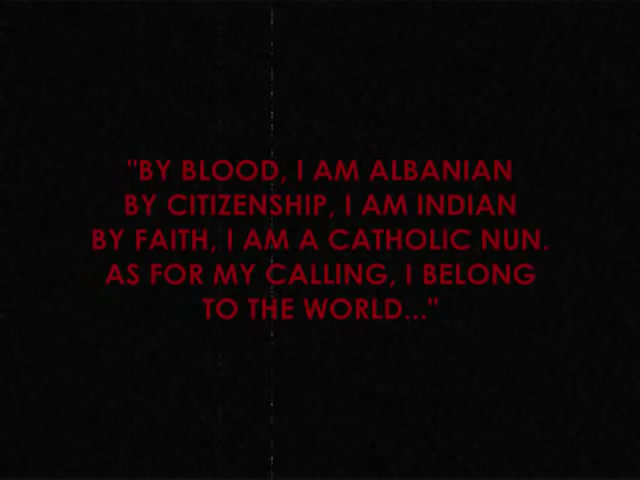 "BY BLOOD, I AM ALBANIAN
BY CITIZENSHIP, I AM INDIAN
BY FAITH, I AM A CATHOLIC NUN.
AS FOR MY CALLING, I BELONG
TO THE WORLD..."